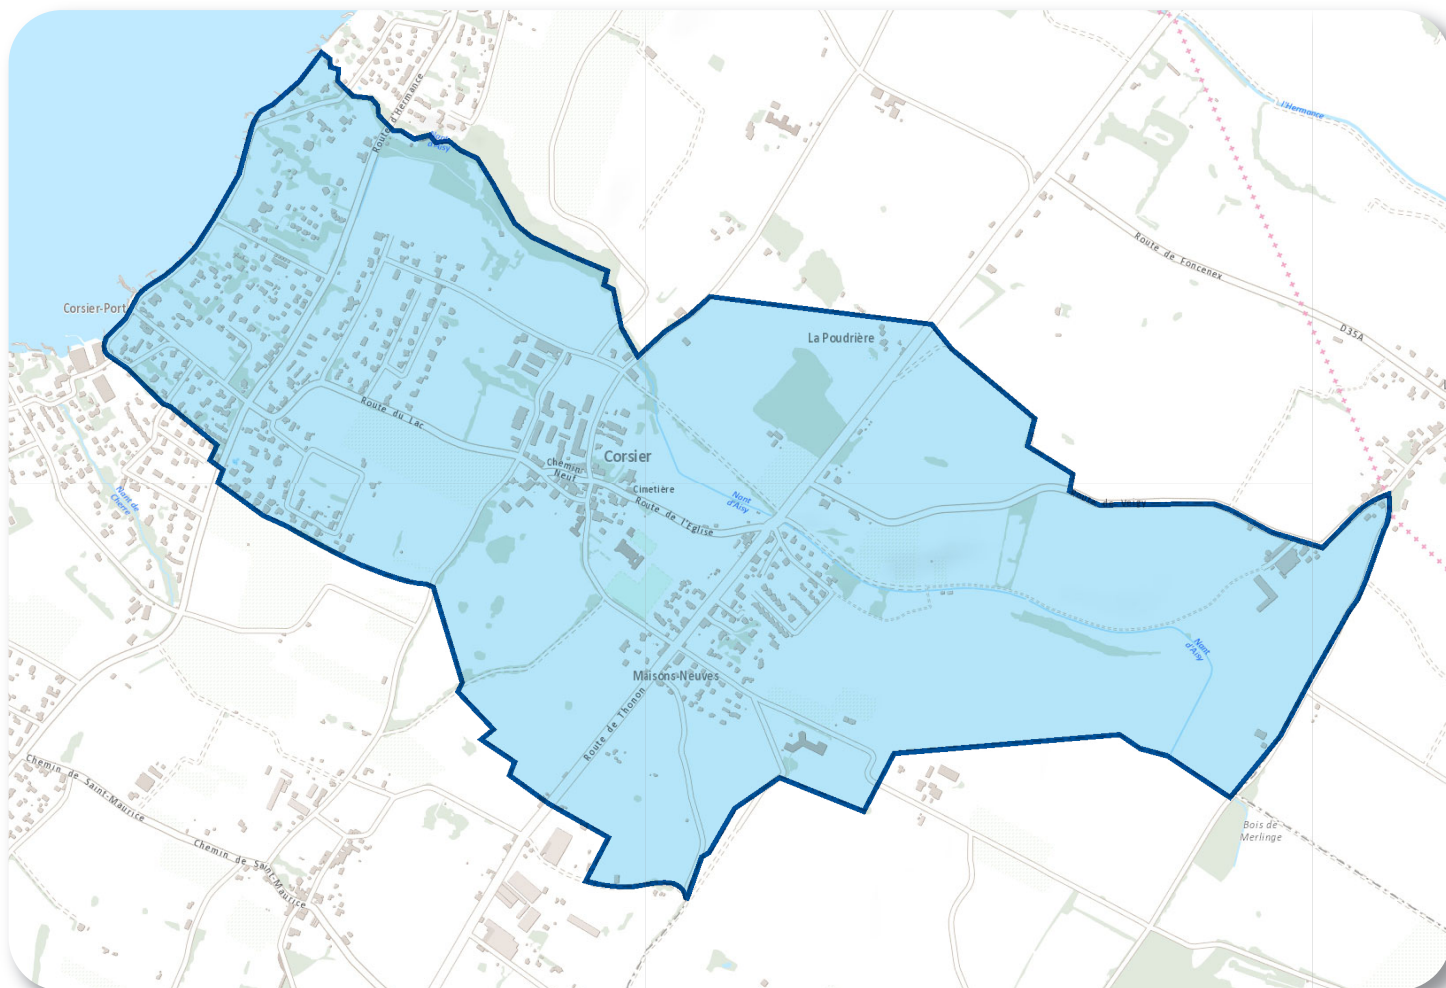 Route d'Hermance
Nant
d'Aisy
l'Hermance
Route de Foncenex
D35A
Corsier-Port
La Poudrière
Route du Lac
Corsier
Chemin
Neuf
Cimetière
Nant
d'Aisy
Route de l'Eglise
Nant de
Cherre
Nant
d'Aisy
Maisons-Neuves
Route de Thonon
Chemin de Saint-Maurice
Chemin de Saint-Maurice
Bois de
Merlinge